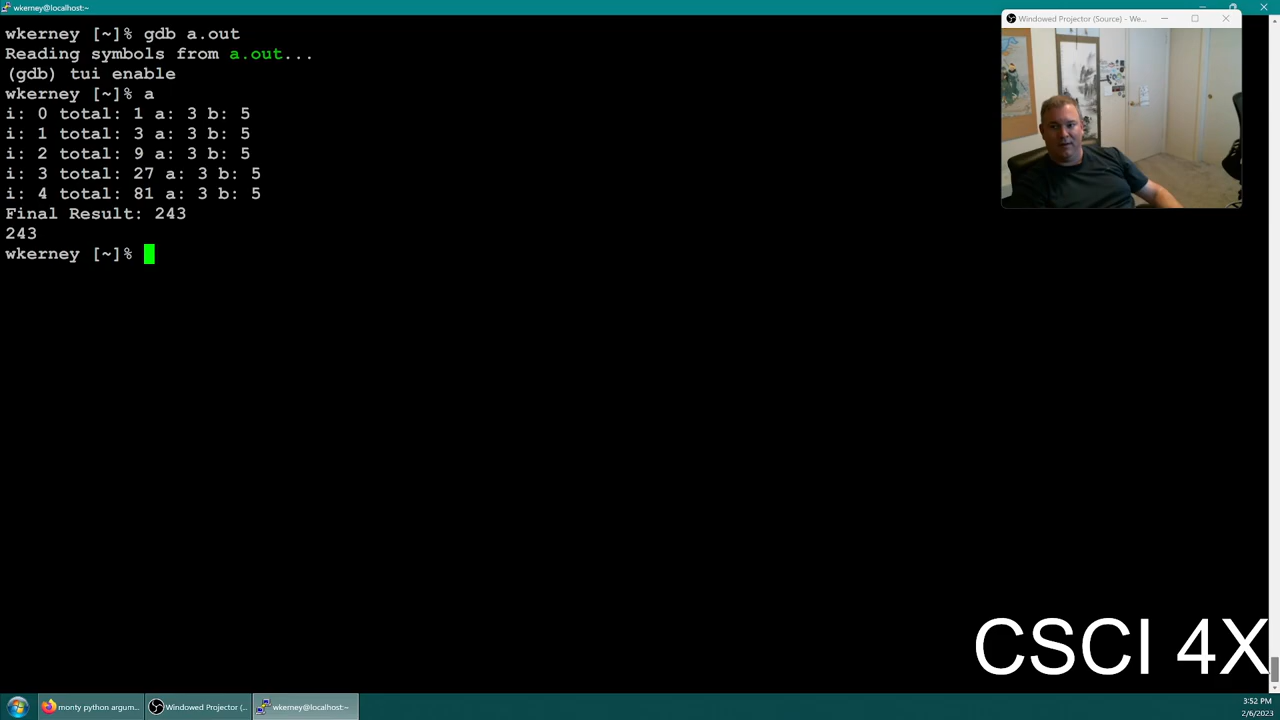 wkerney@localhost:~
Windowed Projector (Source) - We...
wkerney [~]% gdb a.out
Reading symbols from a.out...
(gdb) tui enable
wkerney [~]% a
i: 0 total: 1 a: 3 b: 5
i: 1 total: 3 a: 3 b: 5
i: 2 total: 9 a: 3 b: 5
i: 3 total: 27 a: 3 b: 5
i: 4 total: 81 a: 3 b: 5
Final Result: 243
243
wkerney [~]%
CSCI 4X
monty python argum...
Windowed Projector (...
wkerney@localhost:~
3:52 PM
2/6/2023